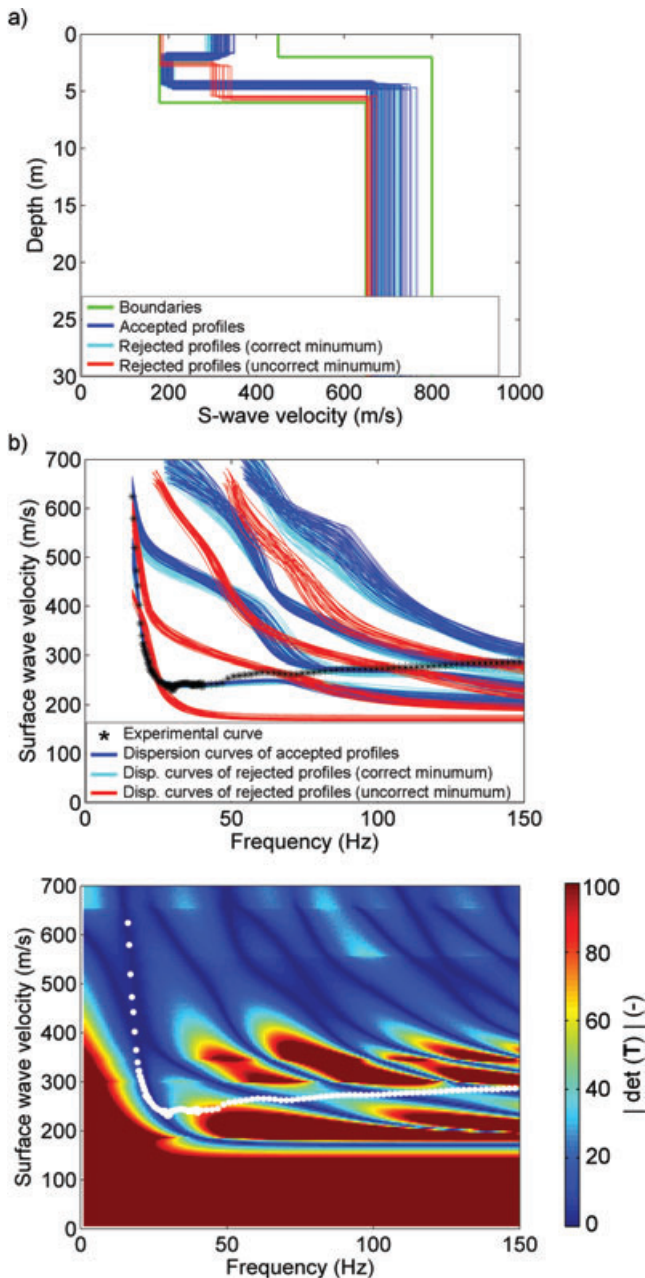 a)
0
5
10
15
20
25
30
Depth (m)
Boundaries
Accepted profiles
Rejected profiles (correct minumum)
Rejected profiles (uncorrect minumum)
0 200 400 600 800 1000
S-wave velocity (m/s)
b)
700
600
500
400
300
200
100
0
Surface wave velocity (m/s)
* Experimental curve
Dispersion curves of accepted profiles
Disp. curves of rejected profiles (correct minumum)
Disp. curves of rejected profiles (uncorrect minumum)
0 50 100 150
Frequency (Hz)
700
600
500
400
300
200
100
0
Surface wave velocity (m/s)
0 50 100 150
Frequency (Hz)
100
80
60
40
20
0
| det (T) | (-)